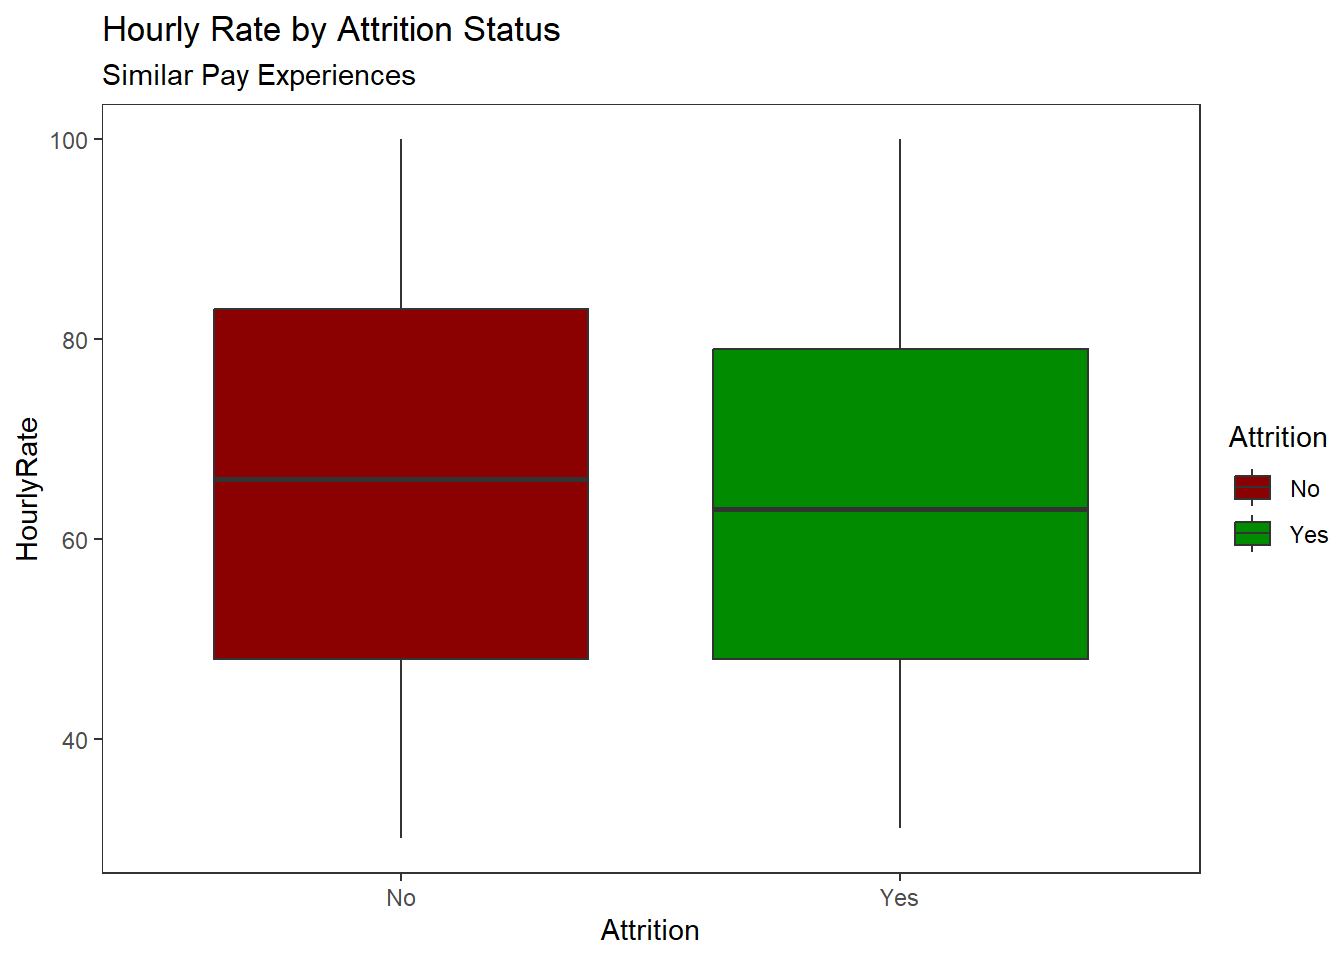 Hourly Rate by Attrition Status
Similar Pay Experiences
HourlyRate
100
80
60
40
No
Yes
Attrition
Attrition
No
Yes